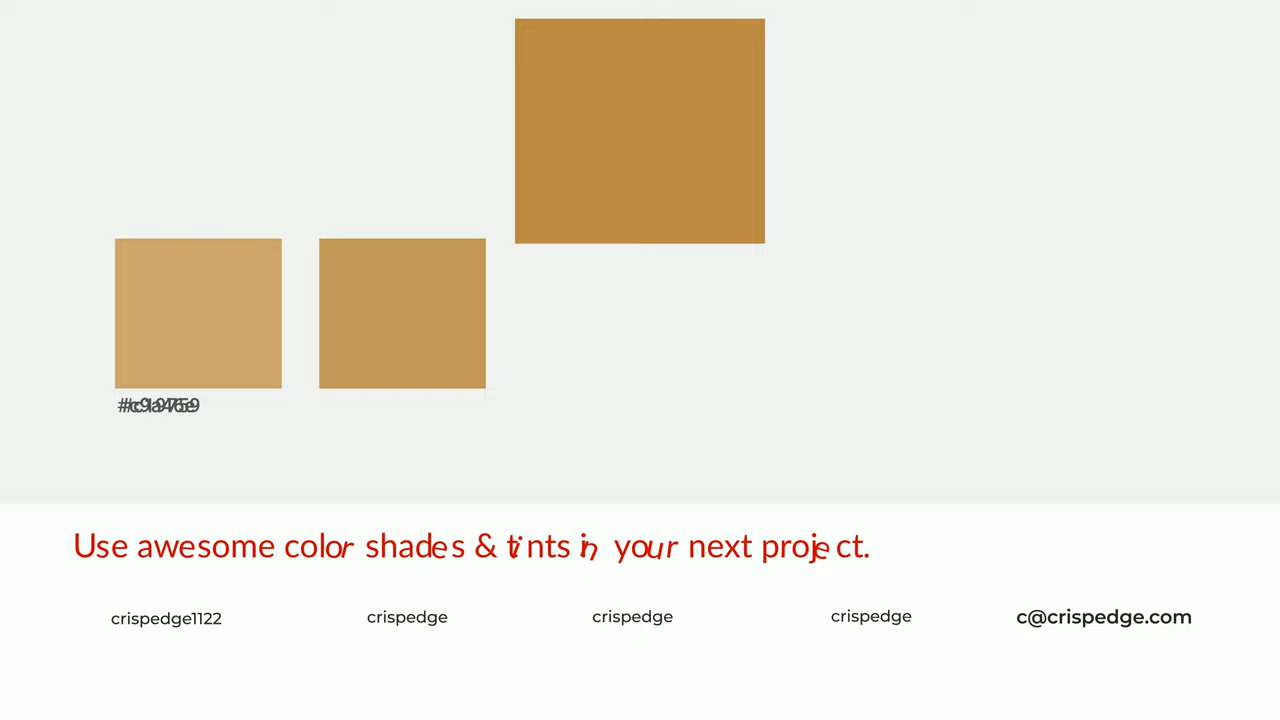 Use awesome color shades & tints in your next project.
crispedge1122 crispedge crispedge crispedge c@crispedge.com